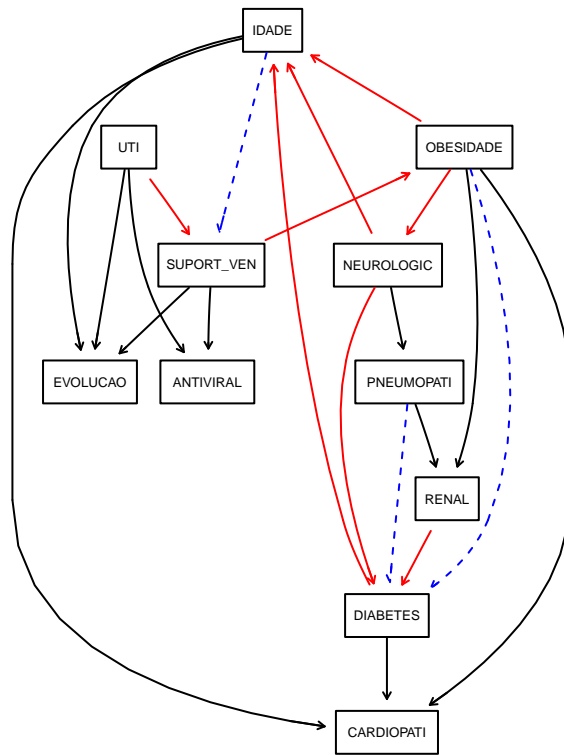 IDADE
UTI
OBESIDADE
SUPORT_VEN
NEUROLOGIC
EVOLUCAO
ANTIVIRAL
PNEUMOPATI
RENAL
DIABETES
CARDIOPATI